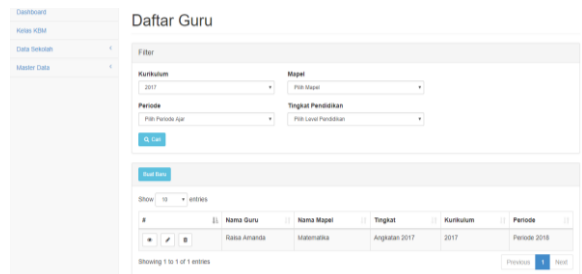 Dashboard
Daftar Guru
Kelas KBM
Data Sekolah
Filter
Master Data
Kurikulum Mapel
2017 Pilih Mapel
Periode Tingkat Pendidikan
Pilih Periode Ajar Pilih Level Pendidikan
Cari
Buat Baru
Show 10 entries
# Nama Guru Nama Mapel Tingkat Kurikulum Periode
Raisa Amanda Matematika Angkatan 2017 2017 Periode 2018
Showing 1 to 1 of 1 entries
Previous 1 Next